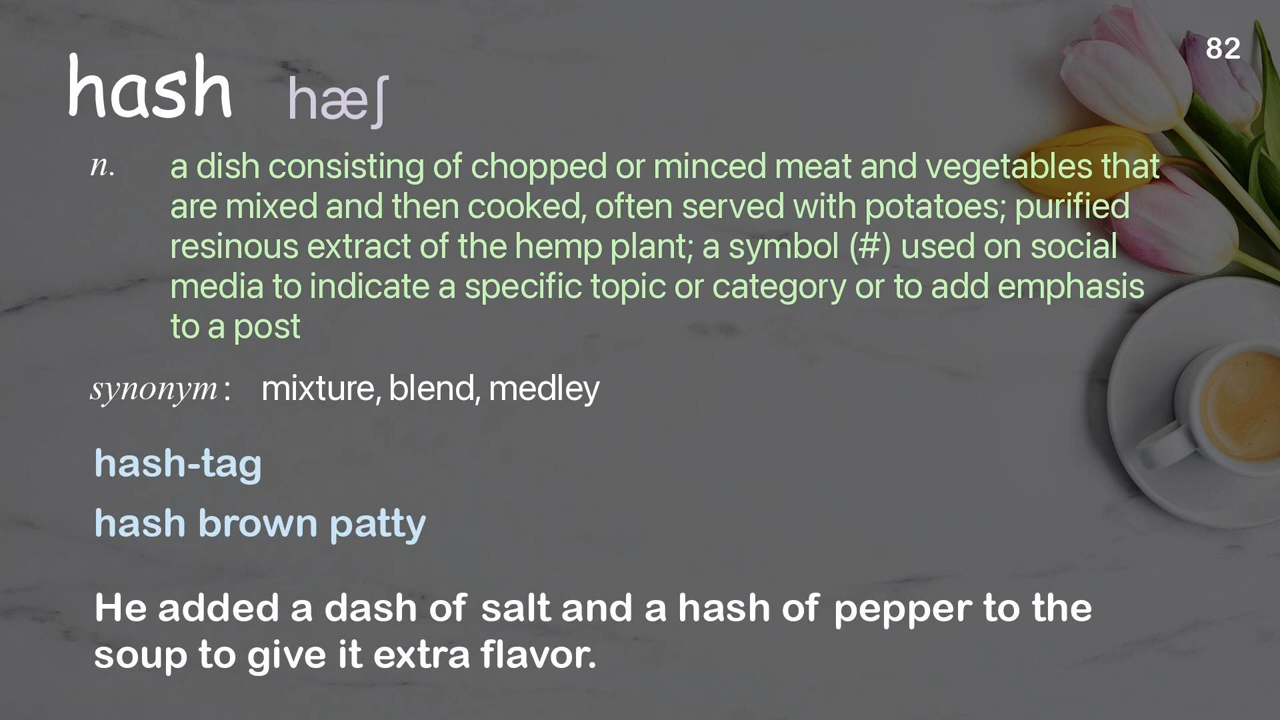 82
hash hæʃ
n. a dish consisting of chopped or minced meat and vegetables that
are mixed and then cooked, often served with potatoes; purified
resinous extract of the hemp plant; a symbol (#) used on social
media to indicate a specific topic or category or to add emphasis
to a post
synonym : mixture, blend, medley
hash-tag
hash brown patty
He added a dash of salt and a hash of pepper to the
soup to give it extra flavor.